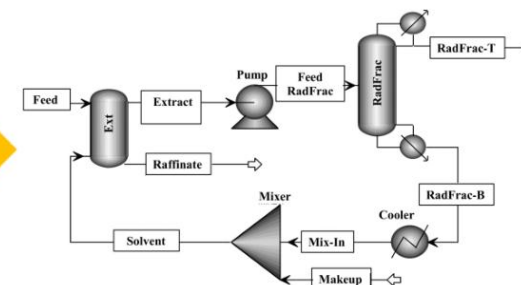 RadFrac-T
Pump
Feed
RadFrac
RadFrac
Feed
Extract
Ext
Raffinate
RadFrac-B
Mixer
Cooler
Solvent
Mix-In
Makeup